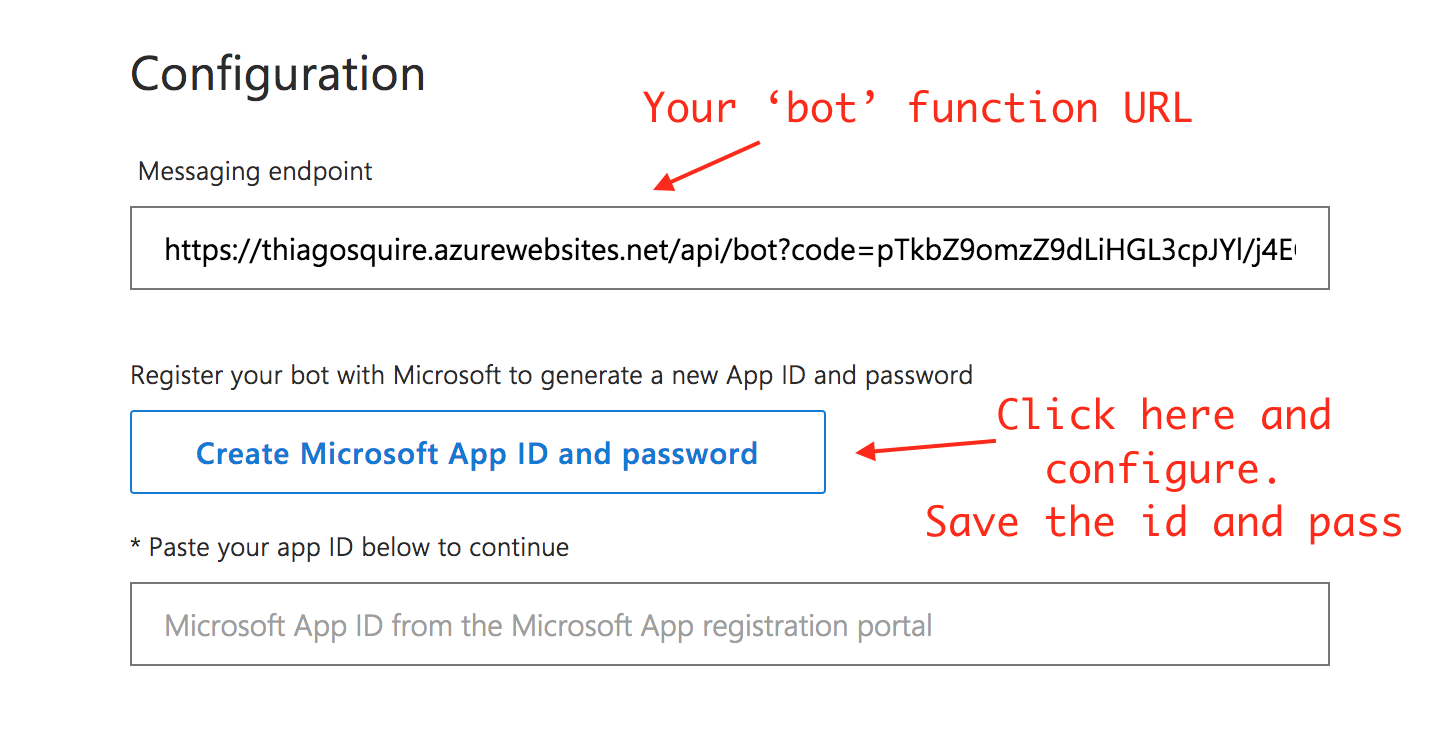 Configuration
Your ‘bot’ function URL
Messaging endpoint
https://thiagosquire.azurewebsites.net/api/bot?code=pTkbZ9omzZ9dLiHGL3cpJYl/j4E
Register your bot with Microsoft to generate a new App ID and password
Create Microsoft App ID and password
Click here and
configure.
Save the id and pass
* Paste your app ID below to continue
Microsoft App ID from the Microsoft App registration portal